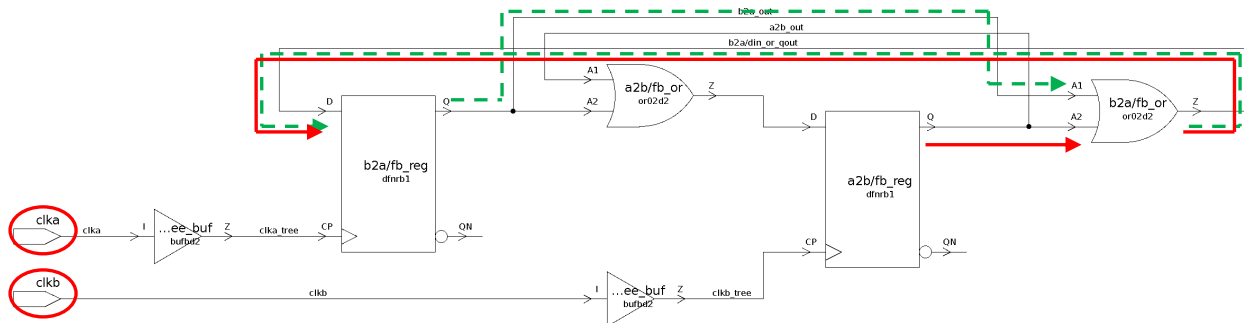 b2a_out
a2b_out
b2a/din_or_qout
A1
a2b/fb_or
or02d2
Z
A2
D
Q
b2a/fb_reg
dfnrb1
A1
b2a/fb_or
or02d2
Z
A2
D
Q
a2b/fb_reg
dfnrb1
clka
clka
I
...ee_buf
bufbd2
Z
clka_tree
CP
QN
CP
QN
clkb
clkb
I
...ee_buf
bufbd2
Z
clkb_tree